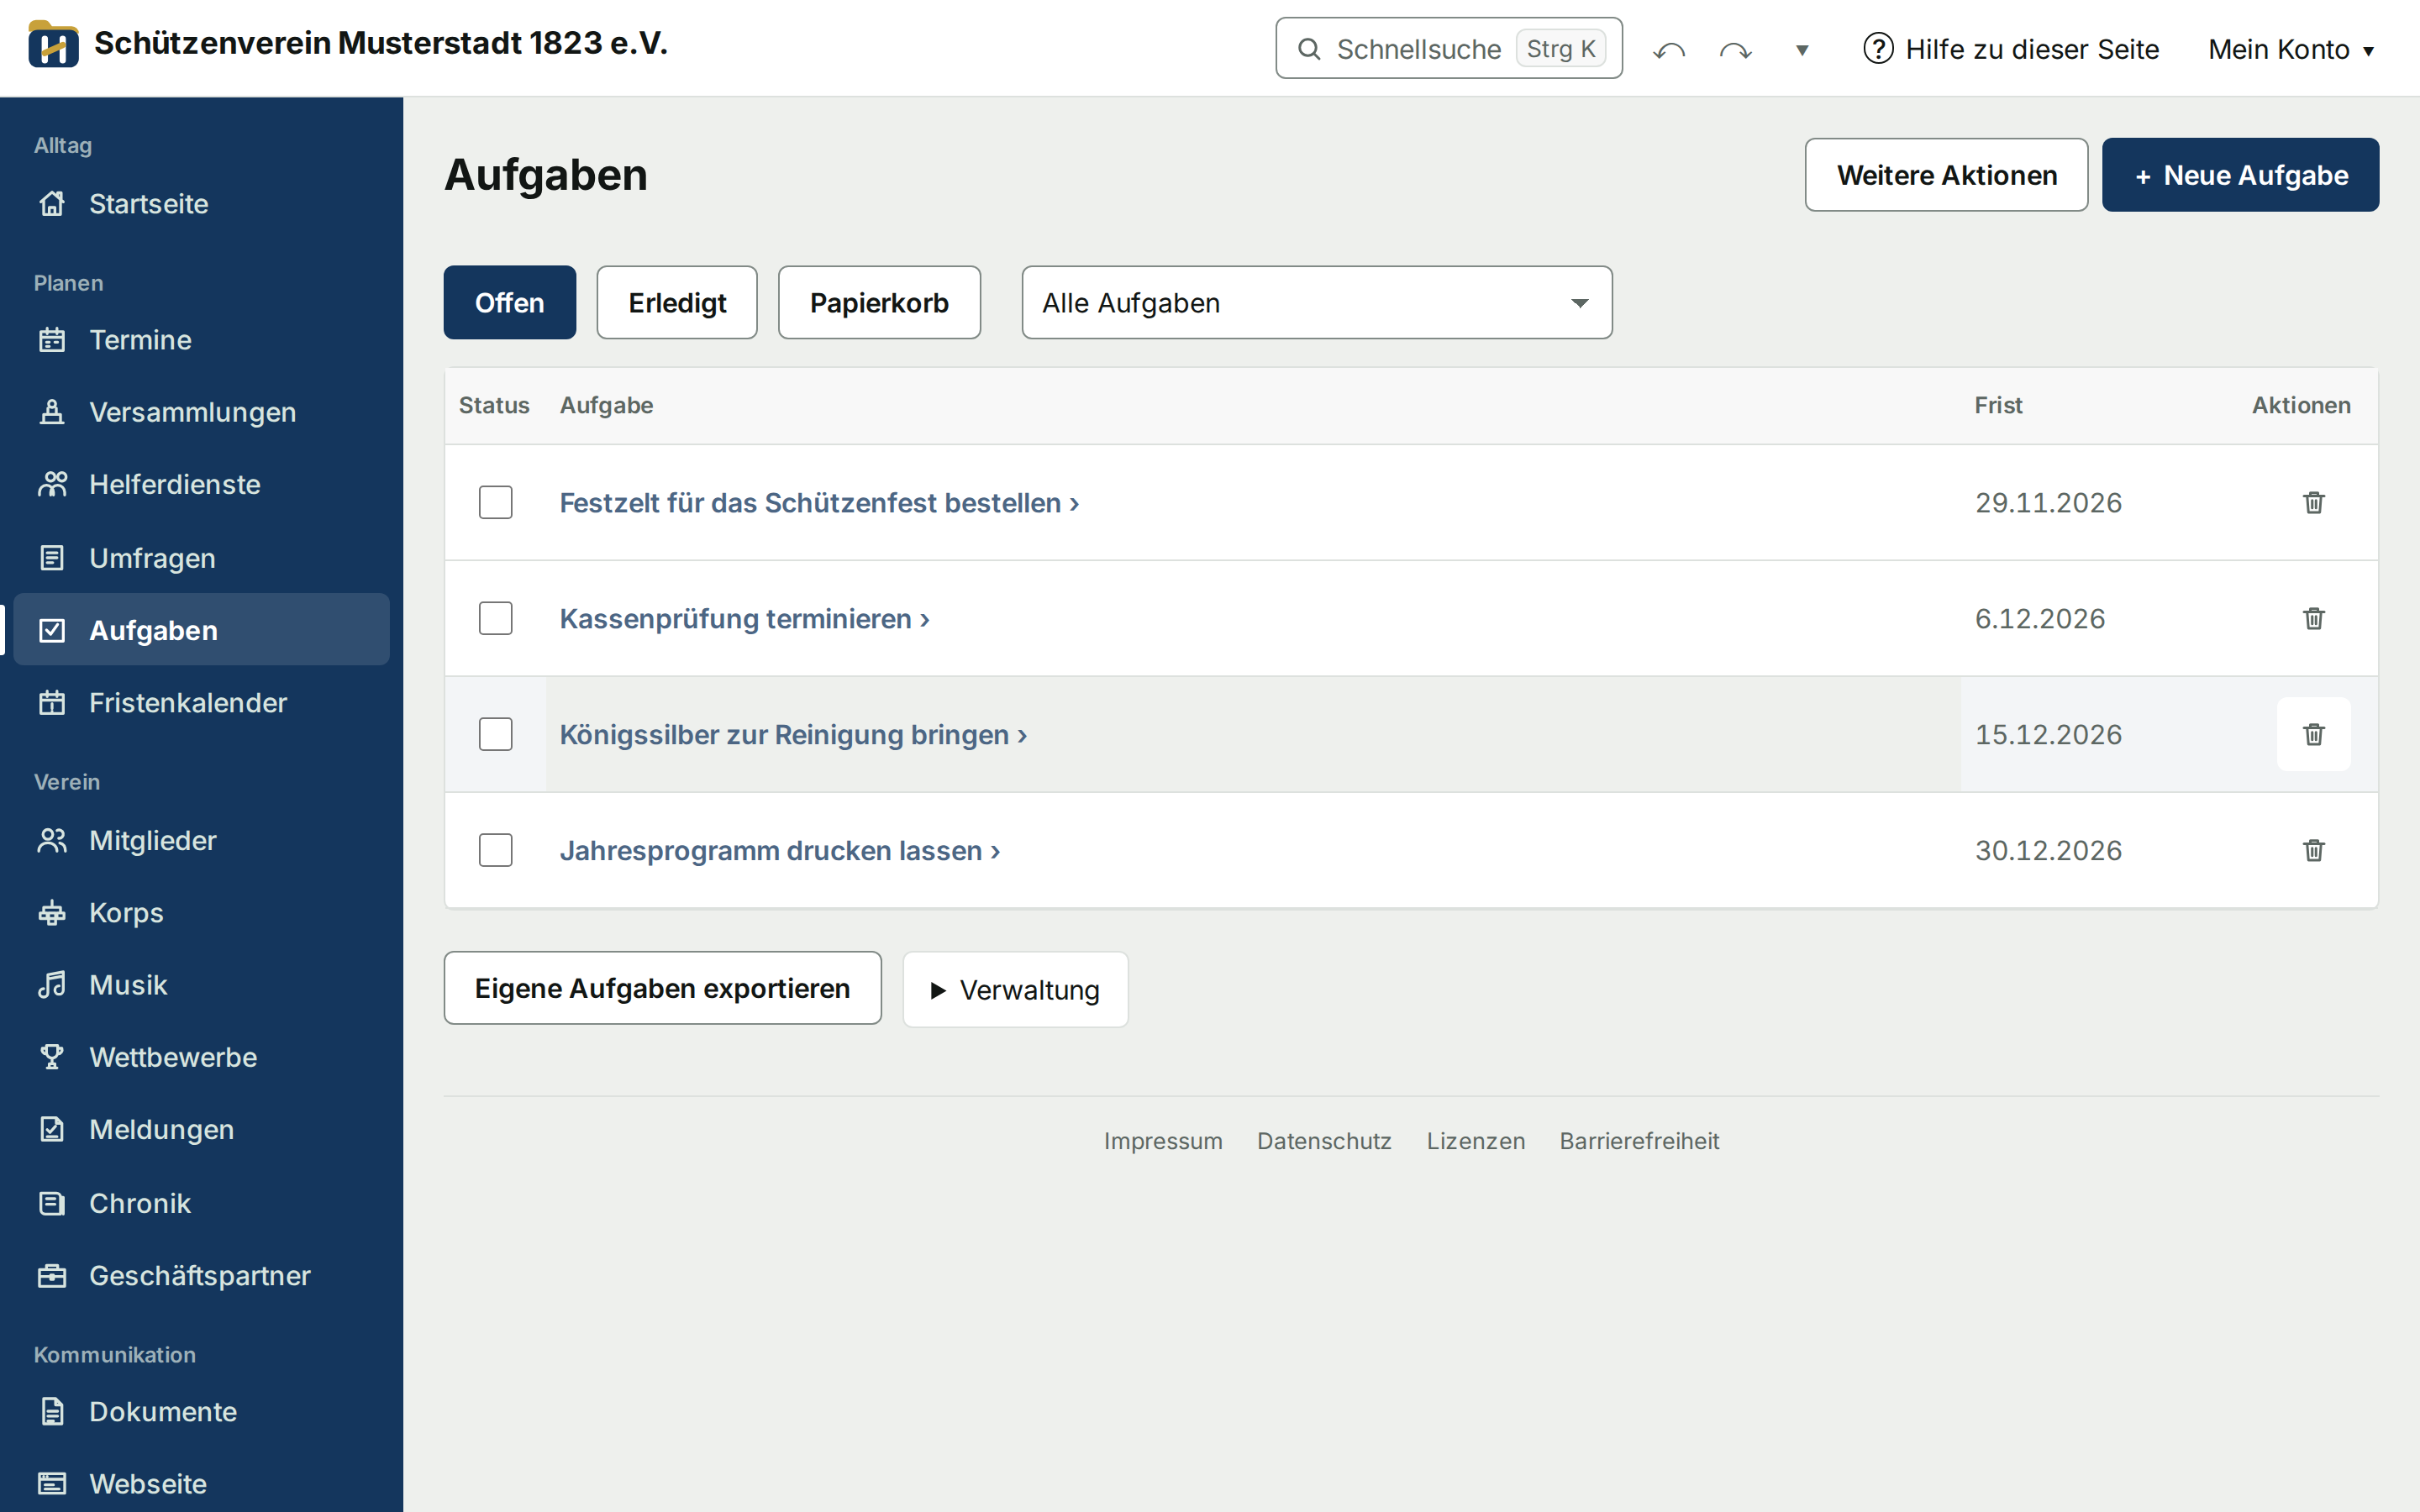 Schützenverein Musterstadt 1823 e.V.
Schnellsuche Strg K
Hilfe zu dieser Seite
Mein Konto ▼
Alltag
Startseite
Planen
Termine
Versammlungen
Helferdienste
Umfragen
Aufgaben
Fristenkalender
Verein
Mitglieder
Korps
Musik
Wettbewerbe
Meldungen
Chronik
Geschäftspartner
Kommunikation
Dokumente
Webseite
Aufgaben
Weitere Aktionen
+ Neue Aufgabe
Offen
Erledigt
Papierkorb
Alle Aufgaben
Status Aufgabe Frist Aktionen
Festzelt für das Schützenfest bestellen › 29.11.2026
Kassenprüfung terminieren › 6.12.2026
Königssilber zur Reinigung bringen › 15.12.2026
Jahresprogramm drucken lassen › 30.12.2026
Eigene Aufgaben exportieren
▶ Verwaltung
Impressum Datenschutz Lizenzen Barrierefreiheit